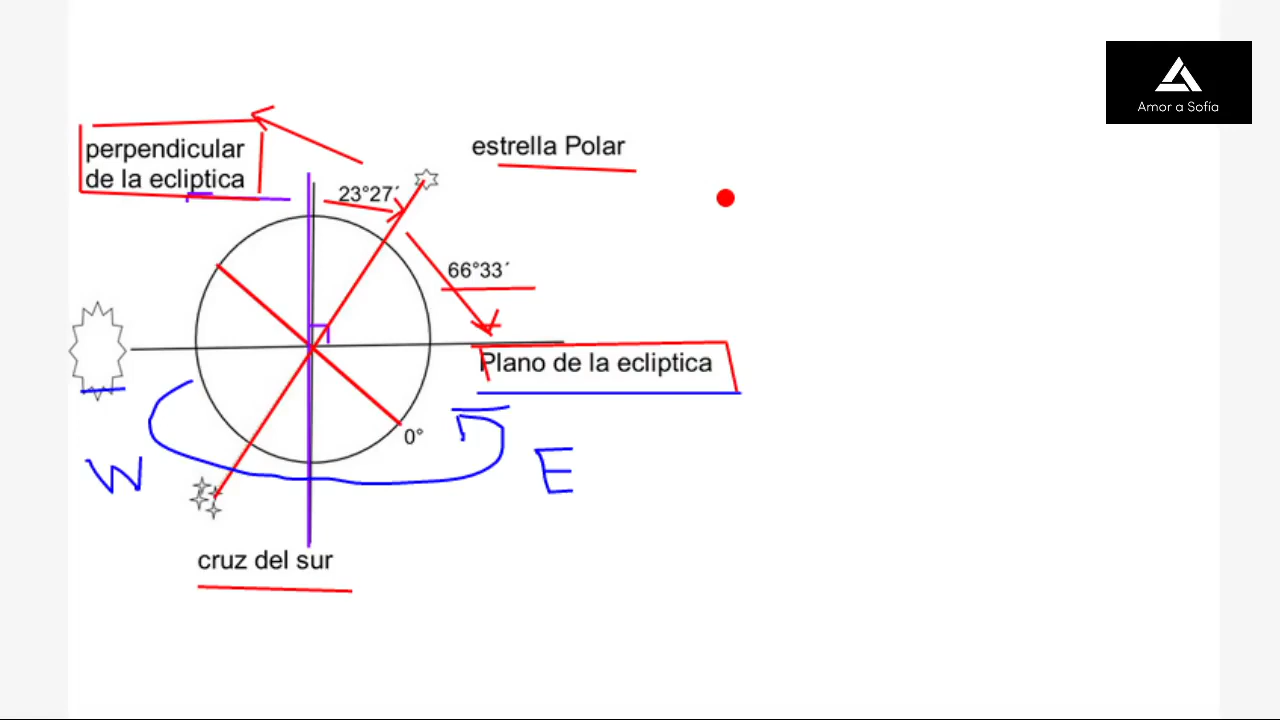 Amor a Sofía
estrella Polar
perpendicular
de la ecliptica
23°27´
66°33´
Plano de la ecliptica
0°
W
E
cruz del sur